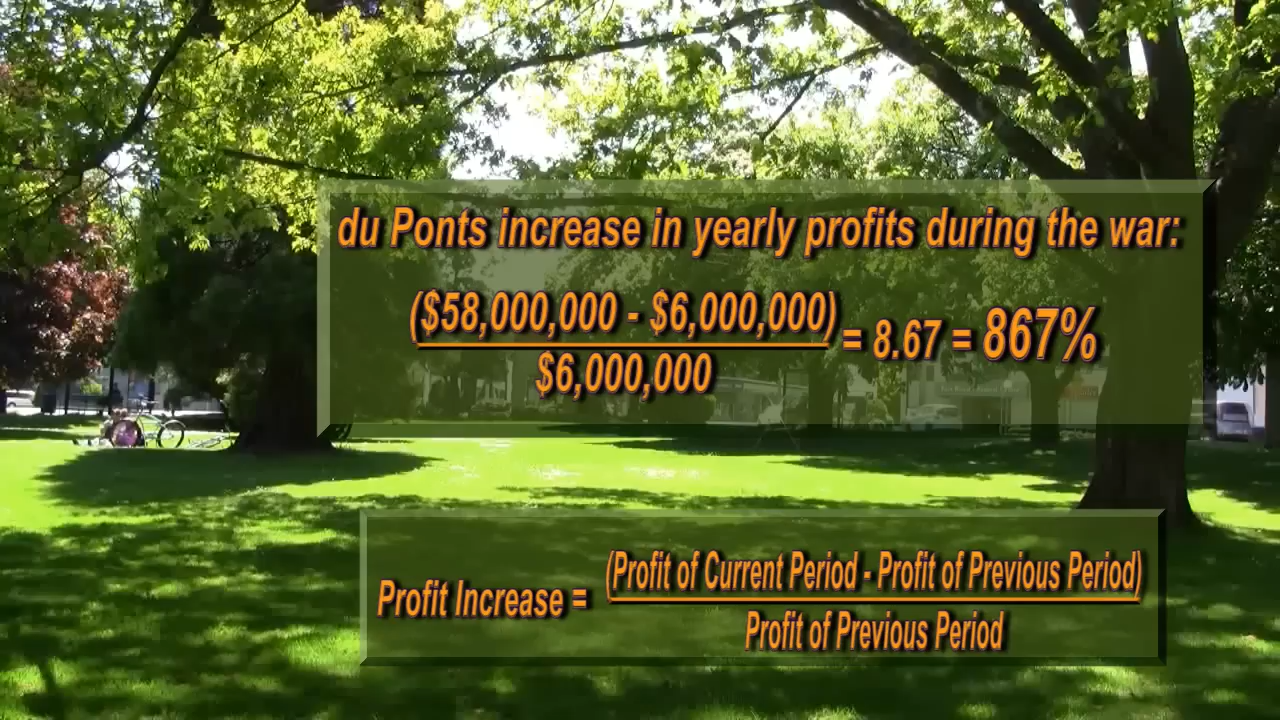 du Ponts increase in yearly profits during the war:
($58,000,000 - $6,000,000)
= 8.67 = 867%
$6,000,000
(Profit of Current Period - Profit of Previous Period)
Profit Increase =
Profit of Previous Period